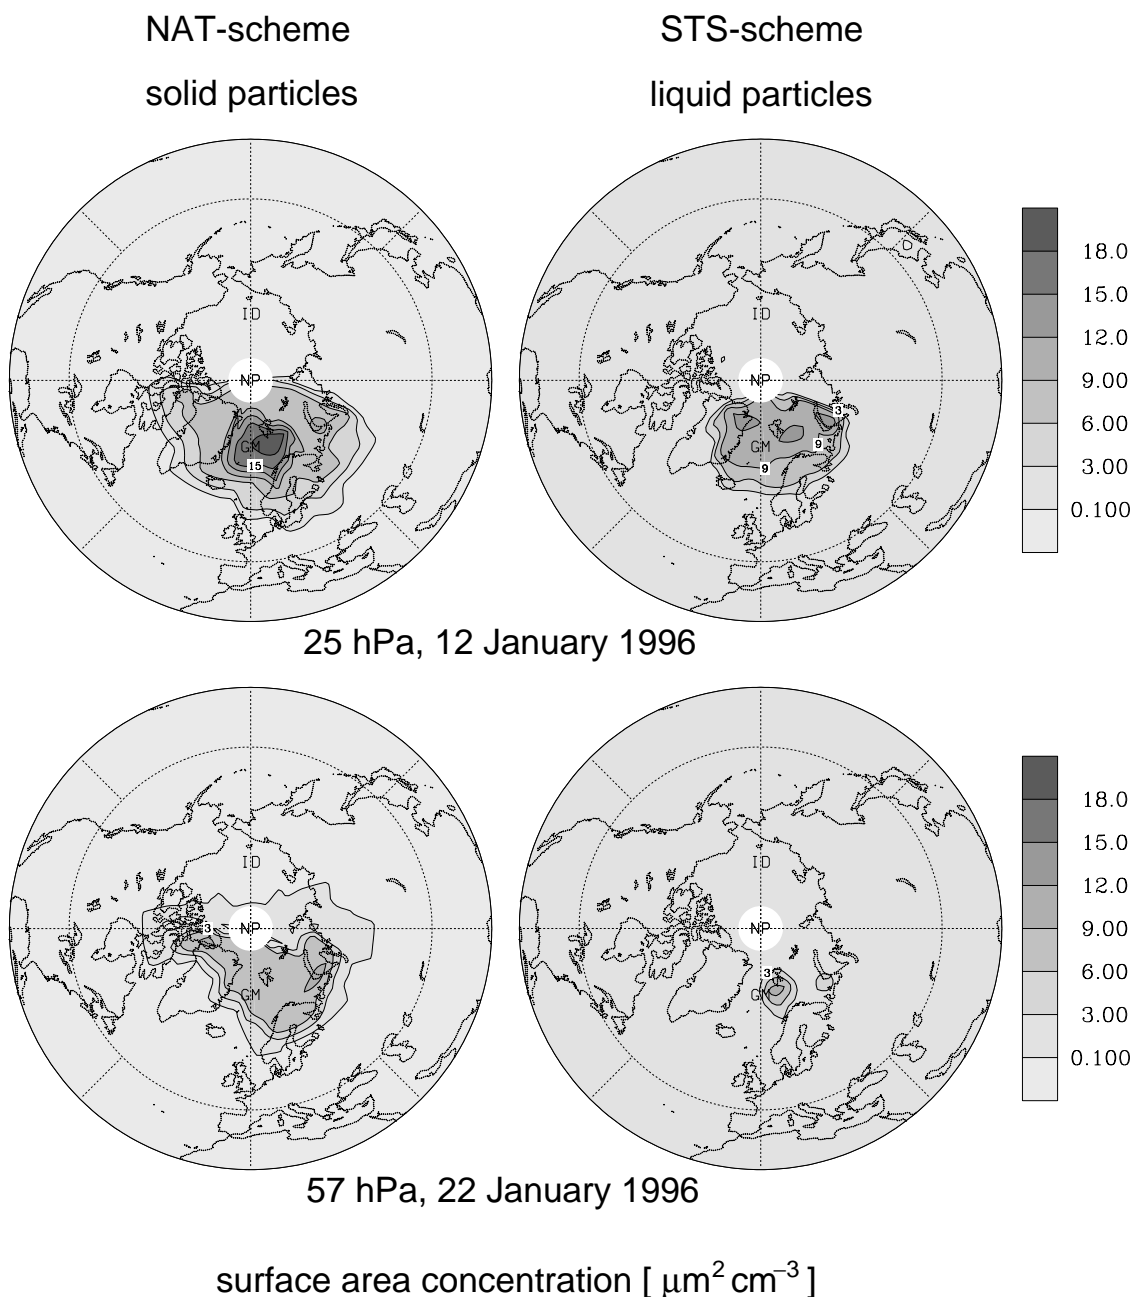 NAT-scheme STS-scheme
solid particles liquid particles
ID ID
NP NP
GM GM
15
3
9
9
18.0
15.0
12.0
9.00
6.00
3.00
0.100
25 hPa, 12 January 1996
ID ID
3 NP NP
GM 3 GM
18.0
15.0
12.0
9.00
6.00
3.00
0.100
57 hPa, 22 January 1996
surface area concentration [ μm² cm⁻³ ]